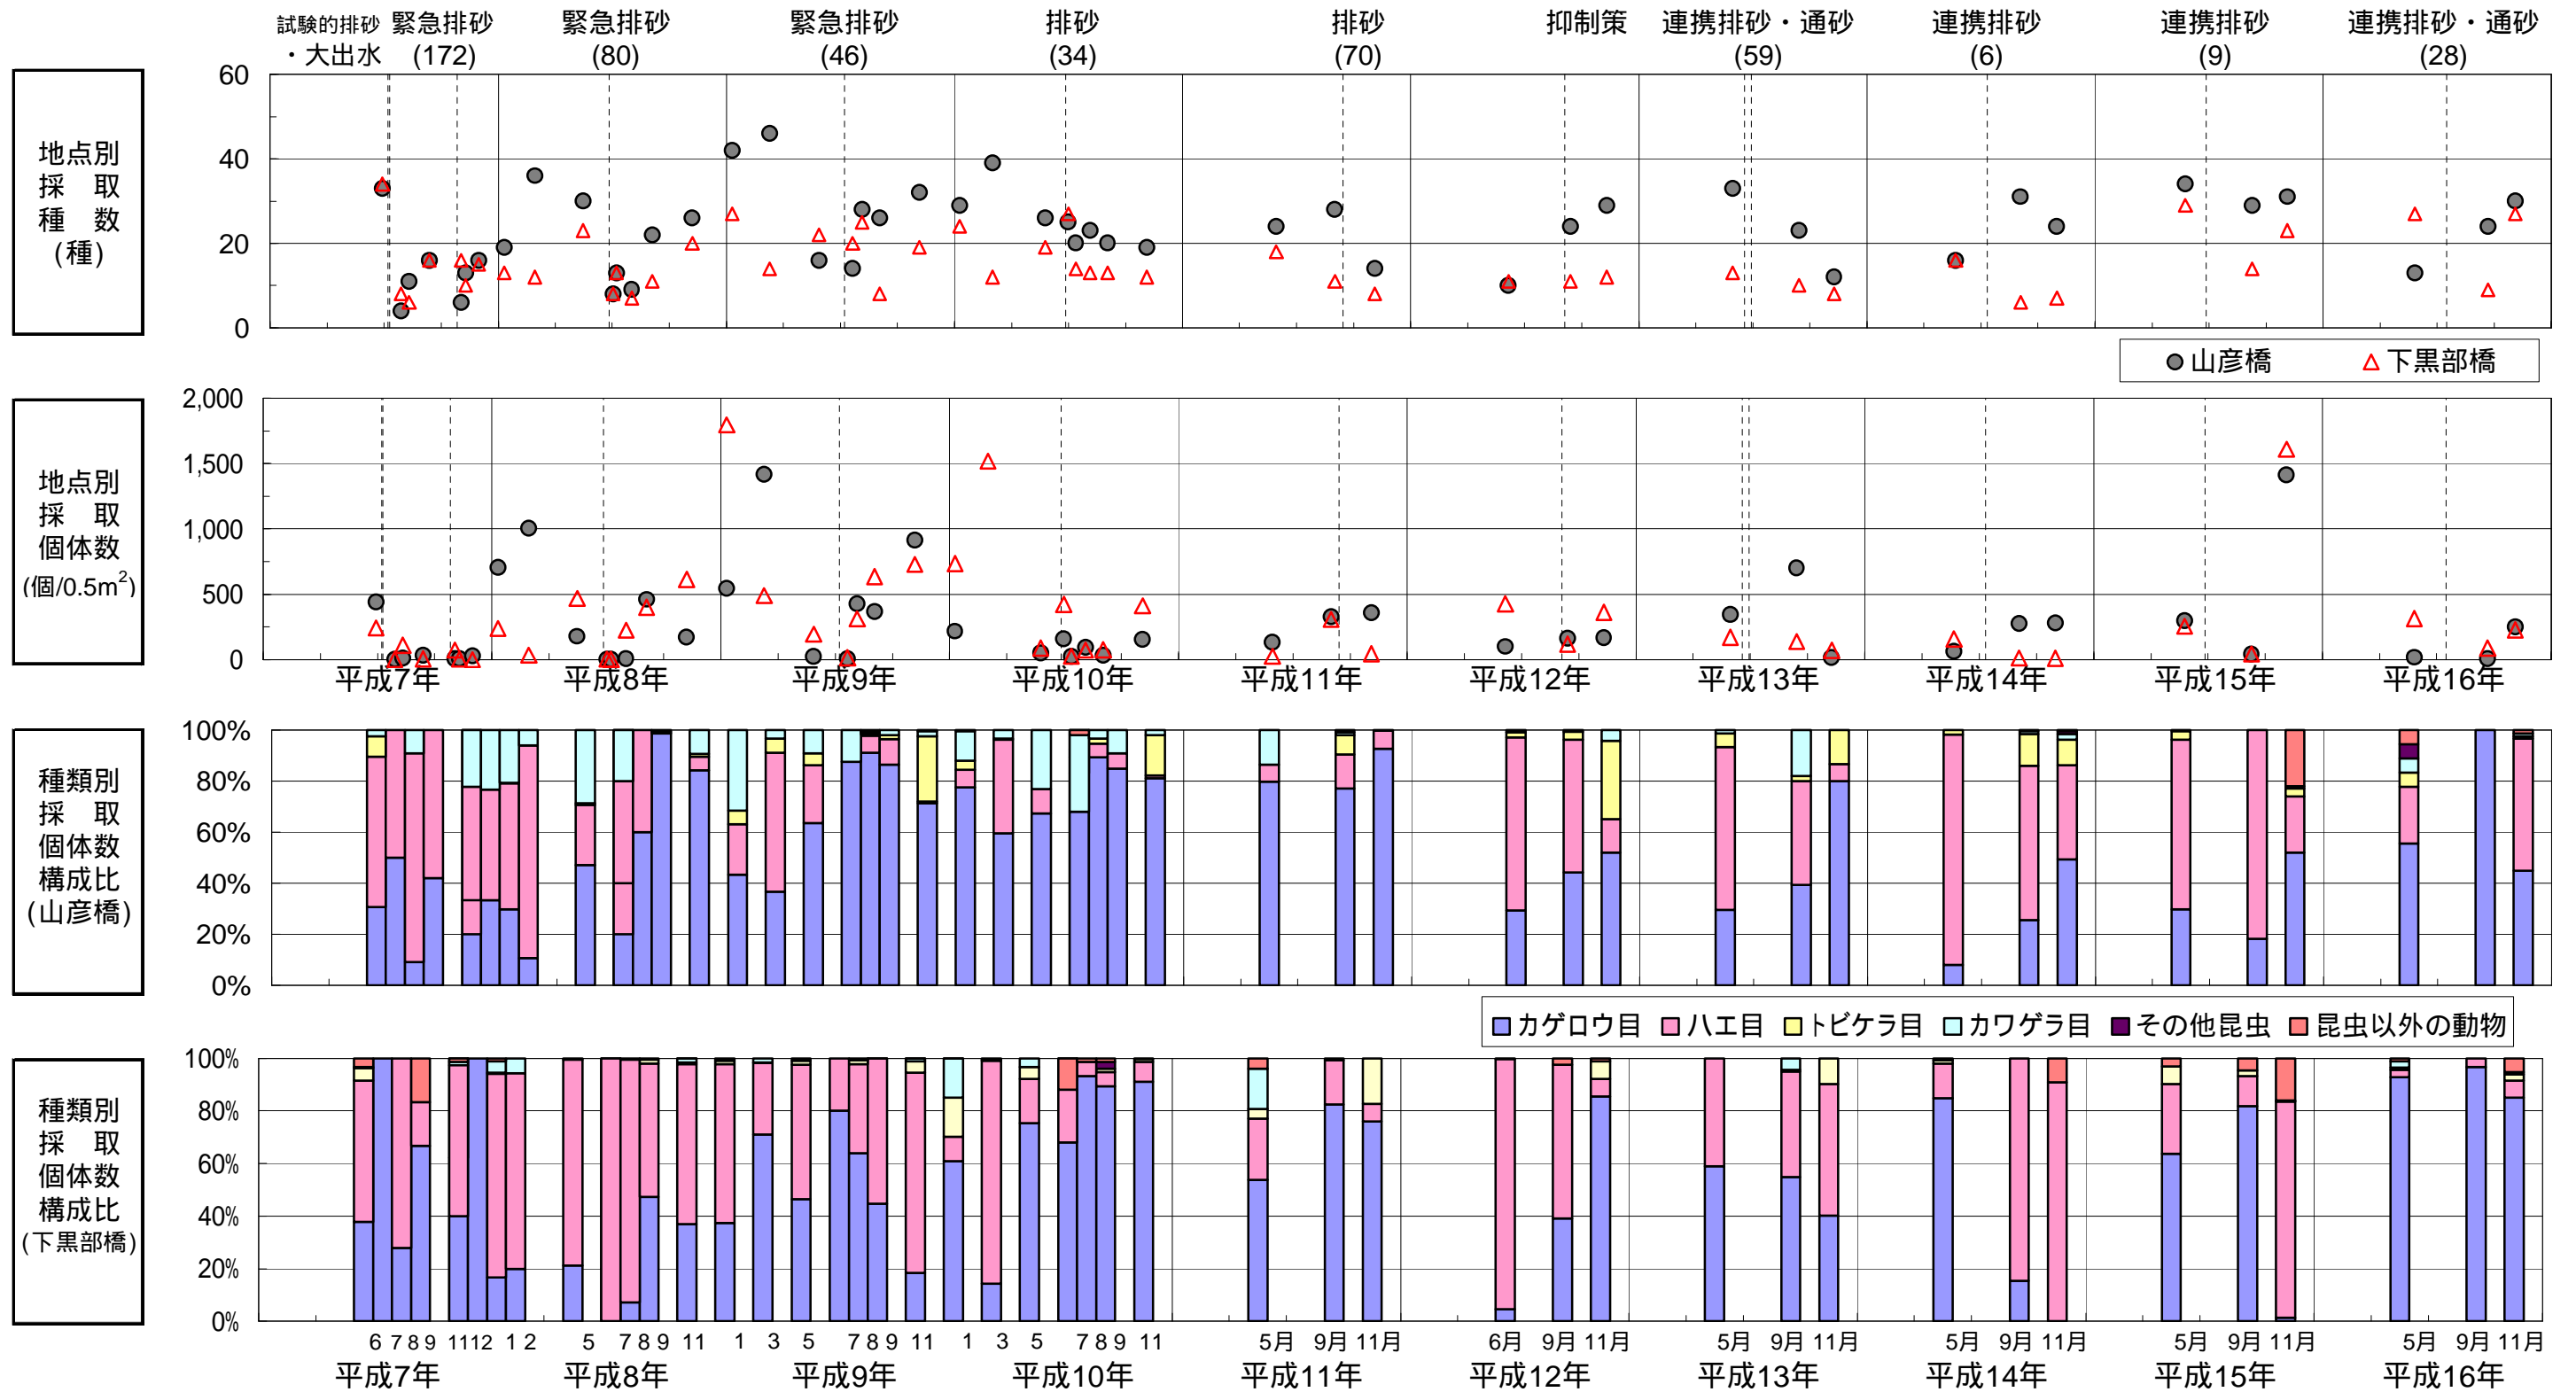 試験的排砂 緊急排砂 緊急排砂 緊急排砂 排砂 排砂 抑制策 連携排砂・通砂 連携排砂 連携排砂 連携排砂・通砂
・大出水 (172) (80) (46) (34) (70) (59) (6) (9) (28)
地点別
採 取
種 数
(種)
60
40
20
0
山彦橋 下黒部橋
地点別
採 取
個体数
(個/0.5m2)
2,000
1,500
1,000
500
0
平成7年 平成8年 平成9年 平成10年 平成11年 平成12年 平成13年 平成14年 平成15年 平成16年
種類別
採 取
個体数
構成比
(山彦橋)
100%
80%
60%
40%
20%
0%
カゲロウ目 ハエ目 トビケラ目 カワゲラ目 その他昆虫 昆虫以外の動物
種類別
採 取
個体数
構成比
(下黒部橋)
100%
80%
60%
40%
20%
0%
6 7 8 9 11 12 1 2 5 7 8 9 11 1 3 5 7 8 9 11 1 3 5 7 8 9 11 5月 9月 11月 6月 9月 11月 5月 9月 11月 5月 9月 11月 5月 9月 11月 5月 9月 11月
平成7年 平成8年 平成9年 平成10年 平成11年 平成12年 平成13年 平成14年 平成15年 平成16年